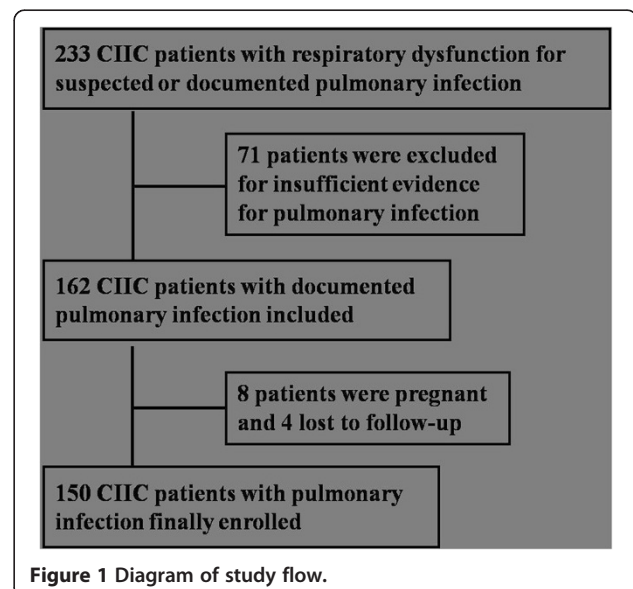 233 CIIC patients with respiratory dysfunction for
suspected or documented pulmonary infection
71 patients were excluded
for insufficient evidence
for pulmonary infection
162 CIIC patients with documented
pulmonary infection included
8 patients were pregnant
and 4 lost to follow-up
150 CIIC patients with pulmonary
infection finally enrolled
Figure 1 Diagram of study flow.